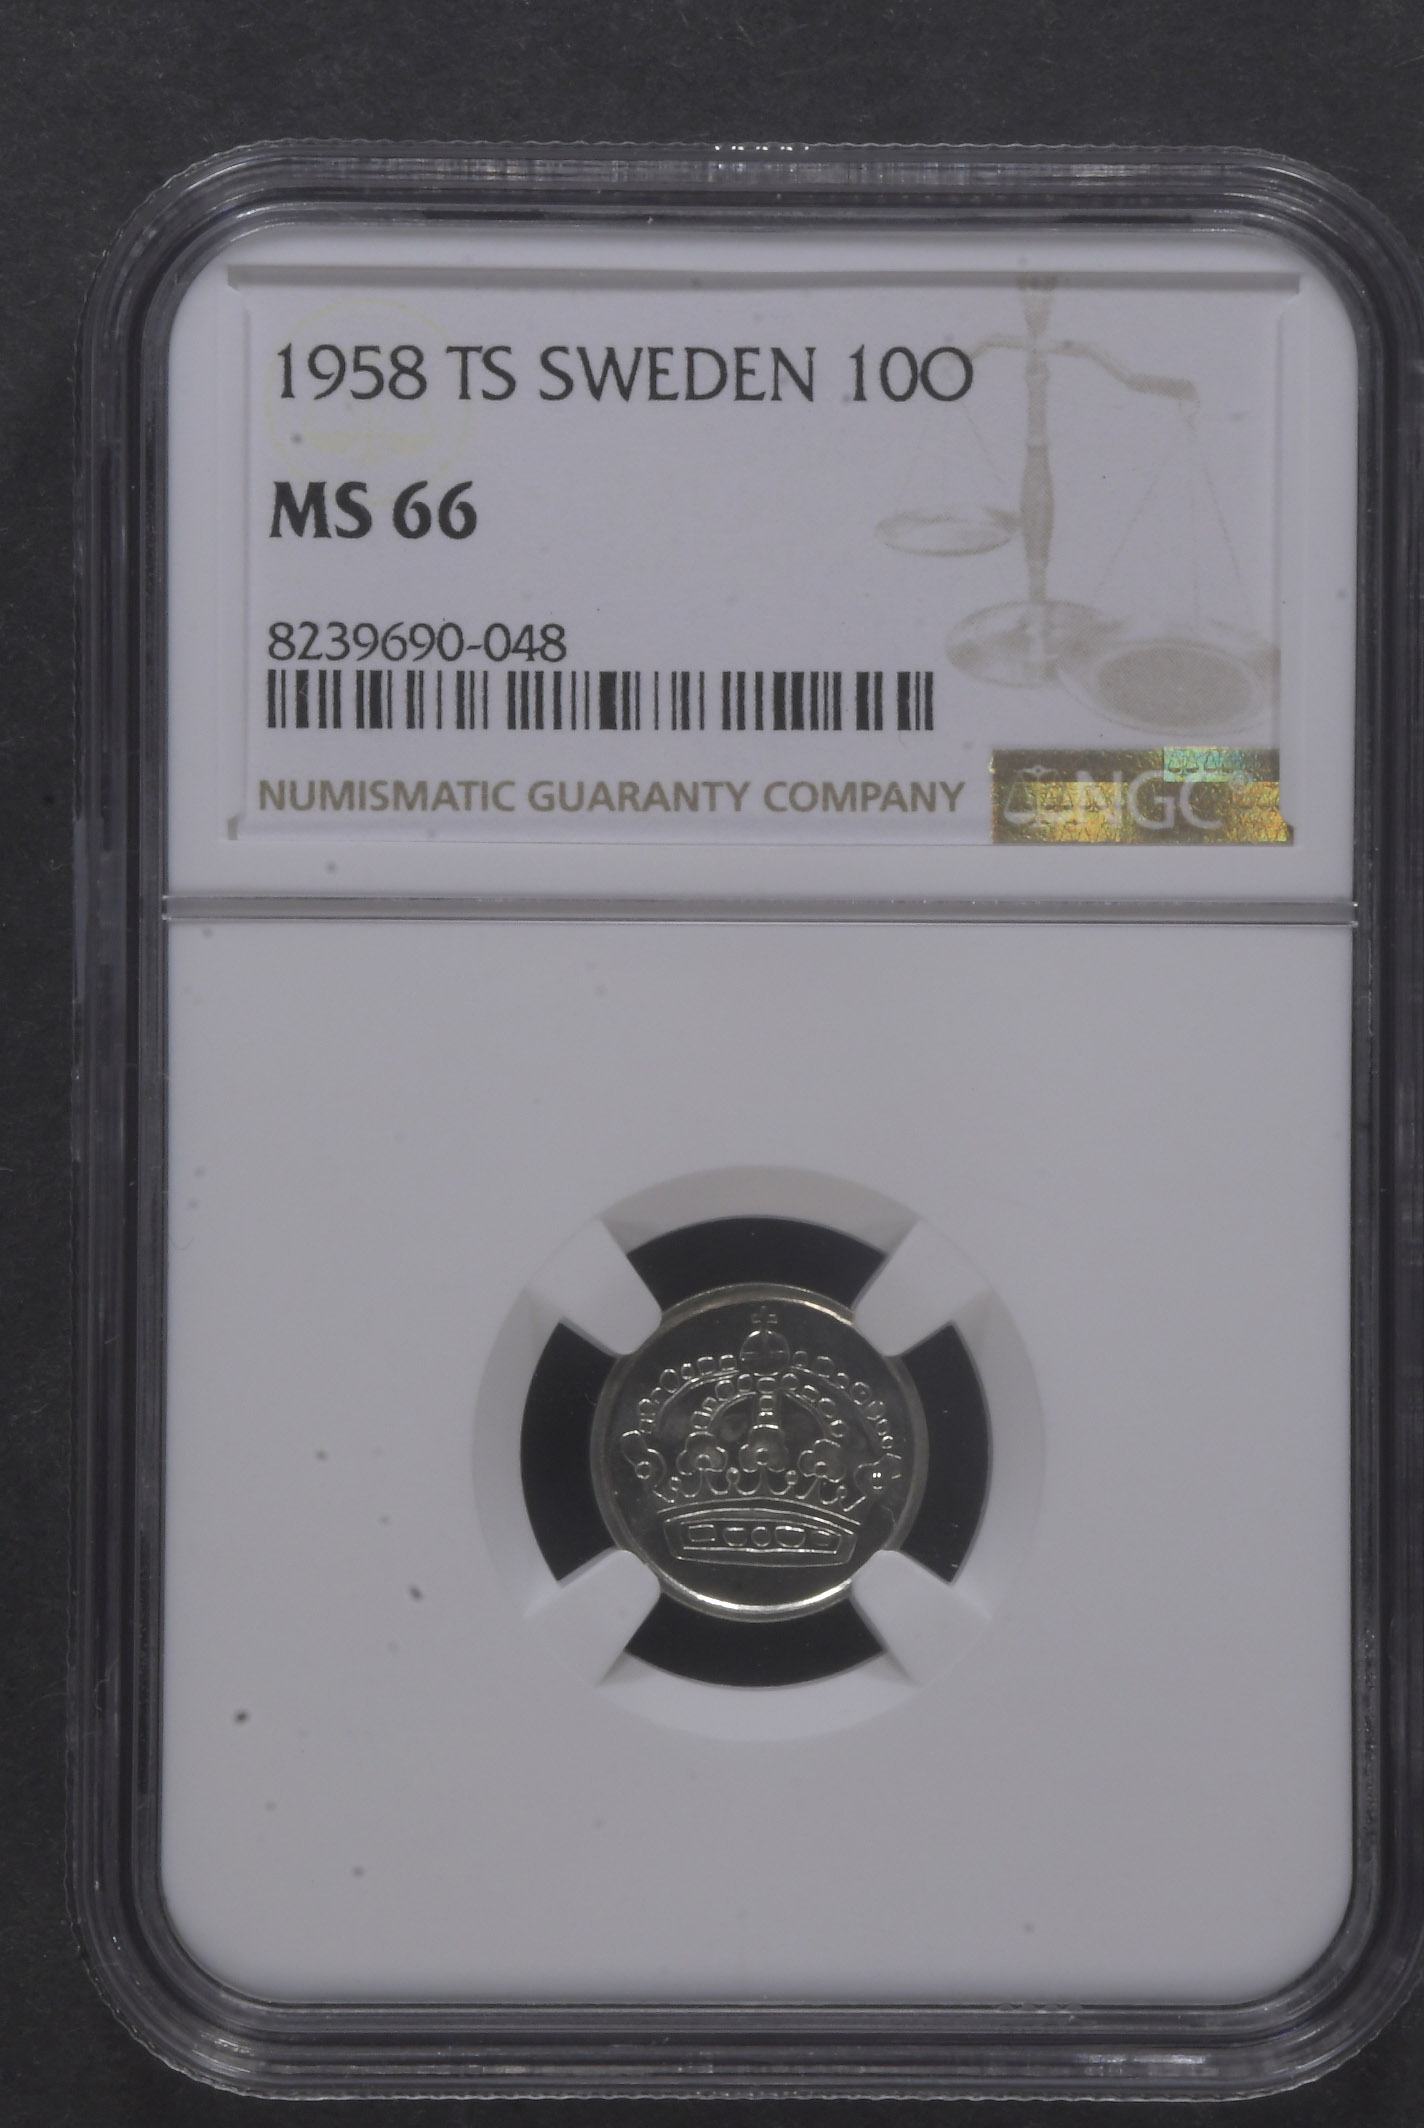 1958 TS SWEDEN 10O
MS 66
8239690-048
NUMISMATIC GUARANTY COMPANY
NGC®